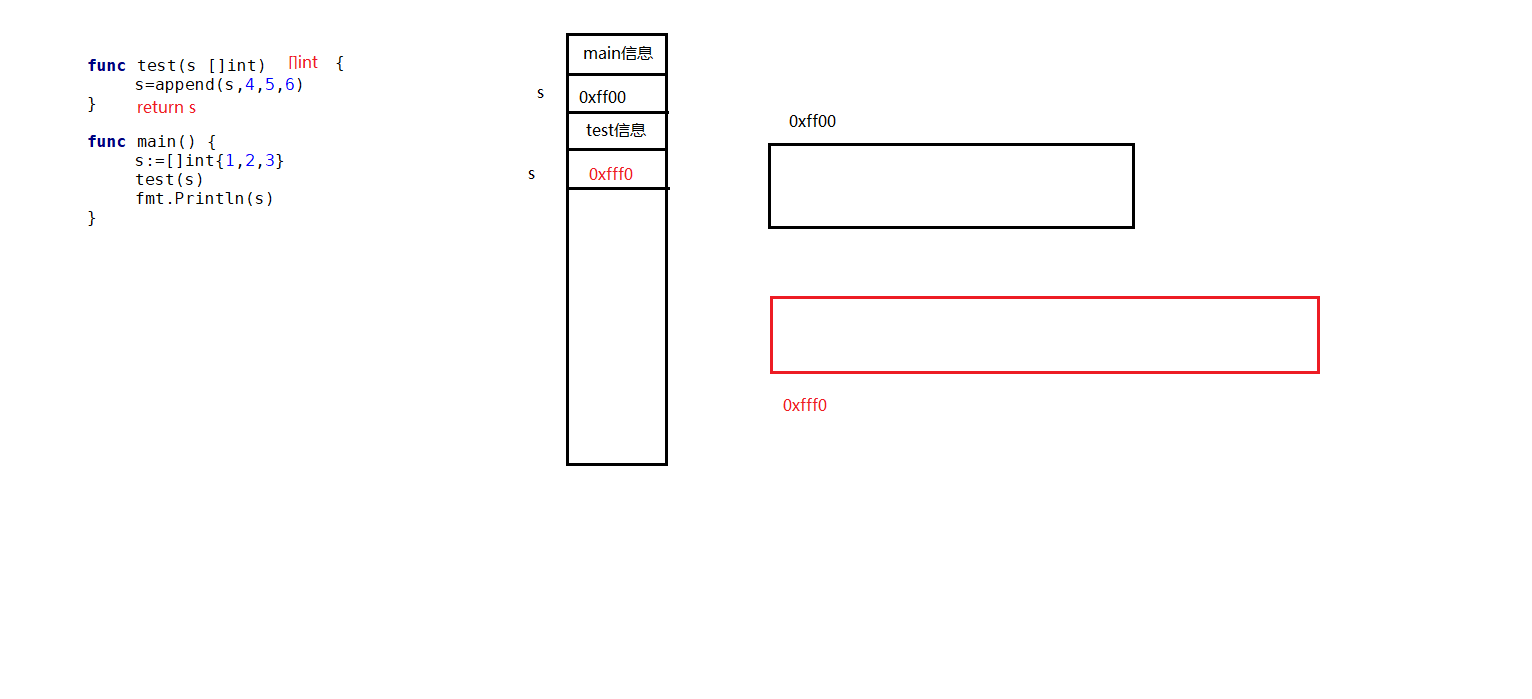 func test(s []int) []int {
s=append(s,4,5,6)
} return s
func main() {
s:=[]int{1,2,3}
test(s)
fmt.Println(s)
}
main信息
s 0xff00
test信息
s 0xfff0
0xff00
0xfff0